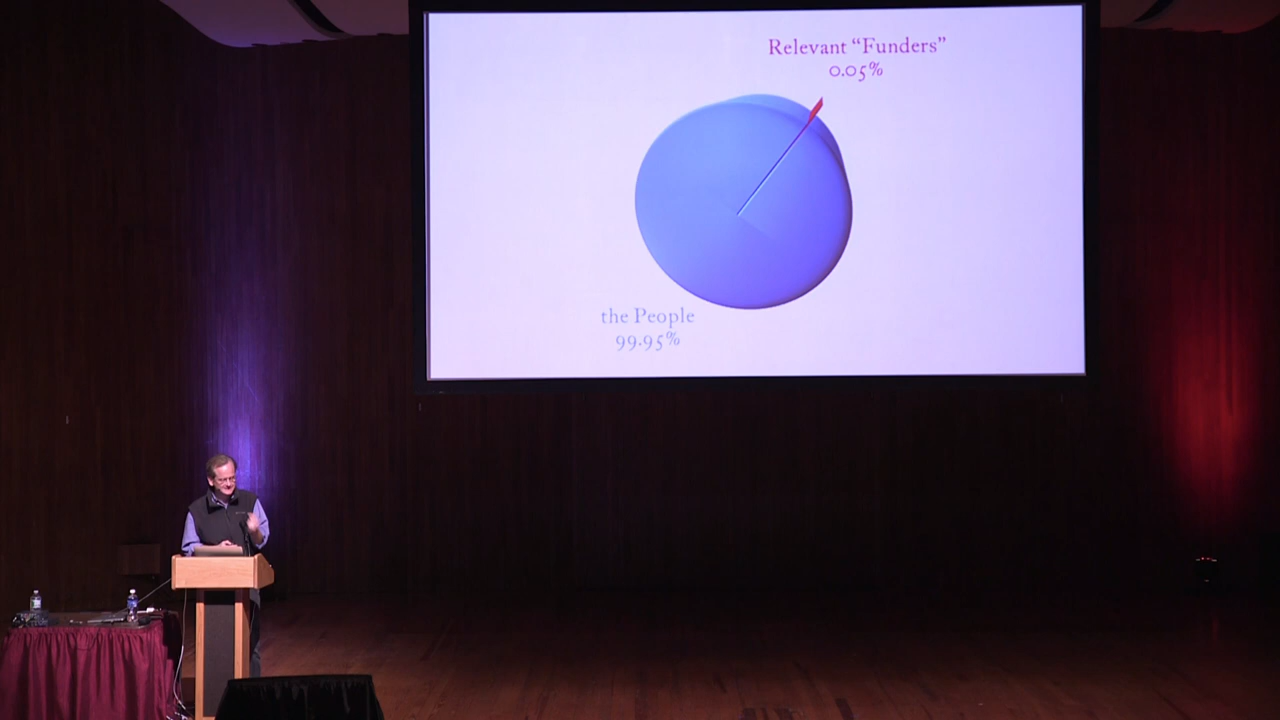 Relevant “Funders”
0.05%
the People
99.95%